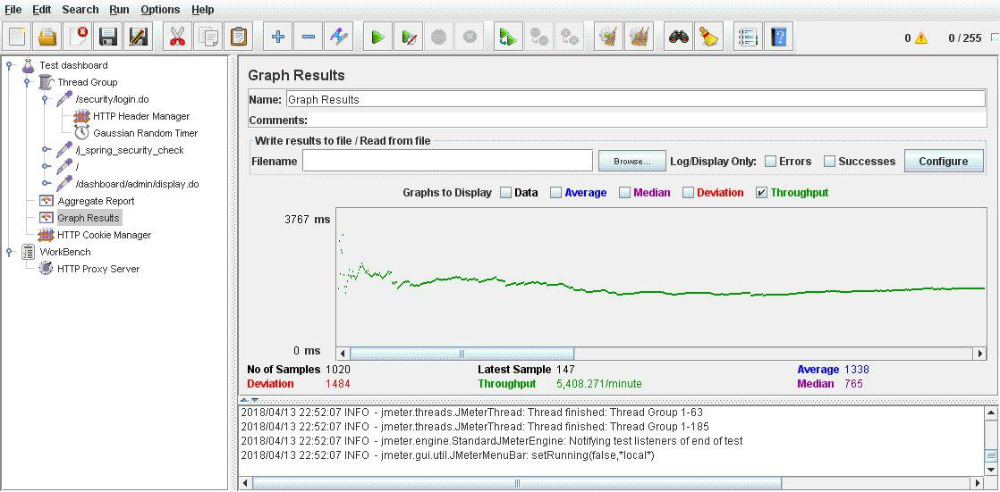 File Edit Search Run Options Help
0 0 / 255
Test dashboard
Thread Group
/security/login.do
HTTP Header Manager
Gaussian Random Timer
/j_spring_security_check
/
/dashboard/admin/display.do
Aggregate Report
Graph Results
HTTP Cookie Manager
WorkBench
HTTP Proxy Server
Graph Results
Name: Graph Results
Comments:
Write results to file / Read from file
Filename Browse... Log/Display Only: Errors Successes Configure
Graphs to Display Data Average Median Deviation Throughput
3767 ms
0 ms
No of Samples 1020 Latest Sample 147 Average 1338
Deviation 1484 Throughput 5,408.271/minute Median 765
2018/04/13 22:52:07 INFO - jmeter.threads.JMeterThread: Thread finished: Thread Group 1-63
2018/04/13 22:52:07 INFO - jmeter.threads.JMeterThread: Thread finished: Thread Group 1-185
2018/04/13 22:52:07 INFO - jmeter.engine.StandardJMeterEngine: Notifying test listeners of end of test
2018/04/13 22:52:07 INFO - jmeter.gui.util.JMeterMenuBar: setRunning(false,*local*)